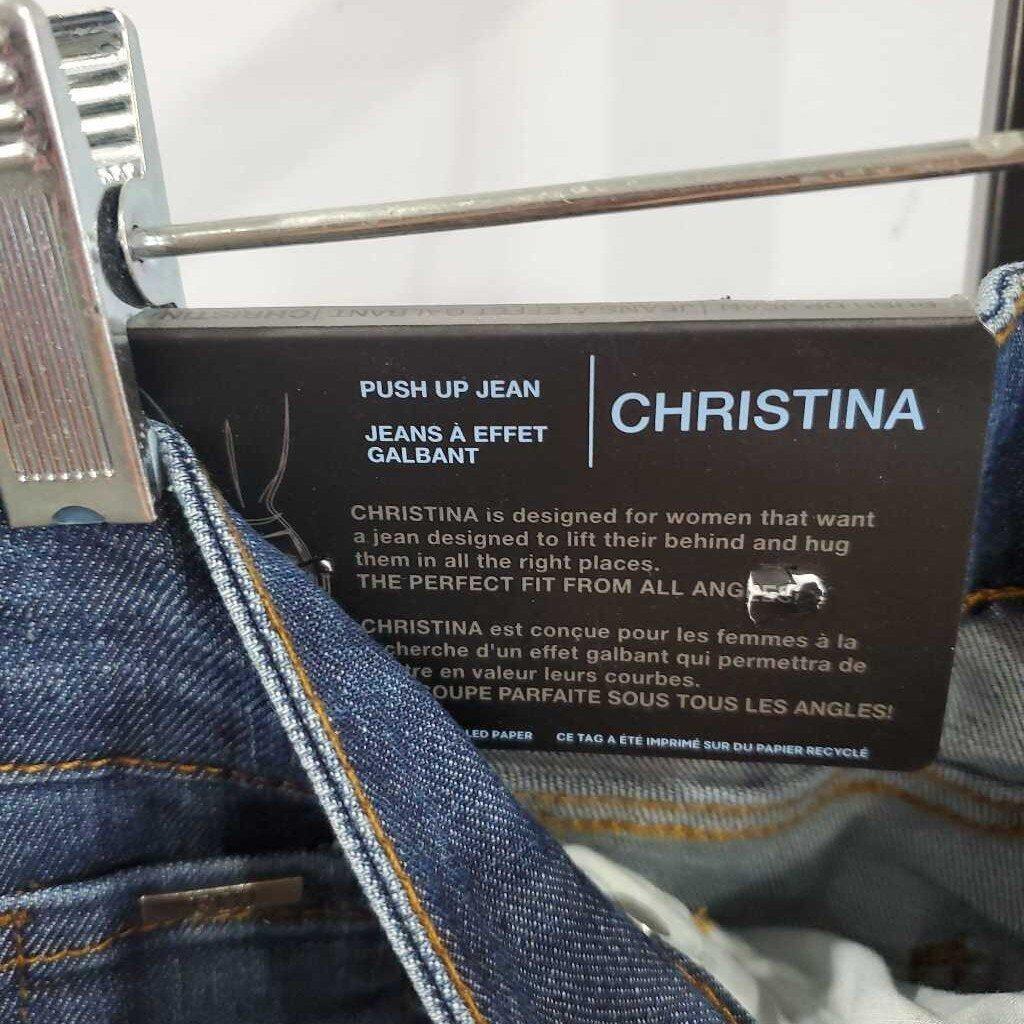 PUSH UP JEAN
JEANS À EFFET
GALBANT
CHRISTINA
CHRISTINA is designed for women that want
a jean designed to lift their behind and hug
them in all the right places.
THE PERFECT FIT FROM ALL ANG
CHRISTINA est conçue pour les femmes à la
cherche d'un effet galbant qui permettra de
tre en valeur leurs courbes.
OUPE PARFAITE SOUS TOUS LES ANGLES!
LED PAPER CE TAG A ÉTÉ IMPRIMÉ SUR DU PAPIER RECYCLÉ